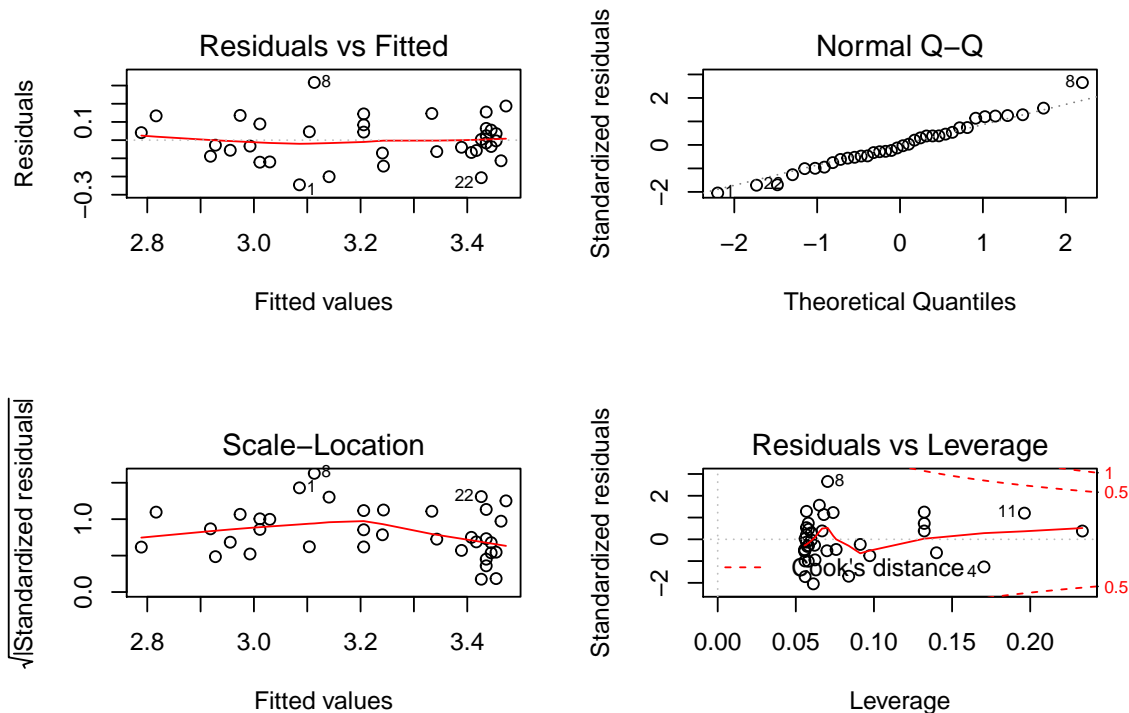 Residuals vs Fitted
Residuals
0.1
−0.3
8
1
22
2.8 3.0 3.2 3.4
Fitted values
Normal Q−Q
Standardized residuals
2
0
−2
8
1
22
−2 −1 0 1 2
Theoretical Quantiles
Scale−Location
√|Standardized residuals|
1.0
0.0
8
1
22
2.8 3.0 3.2 3.4
Fitted values
Residuals vs Leverage
Standardized residuals
2
0
−2
8
11
4
Cook's distance
1
0.5
0.5
0.00 0.05 0.10 0.15 0.20
Leverage